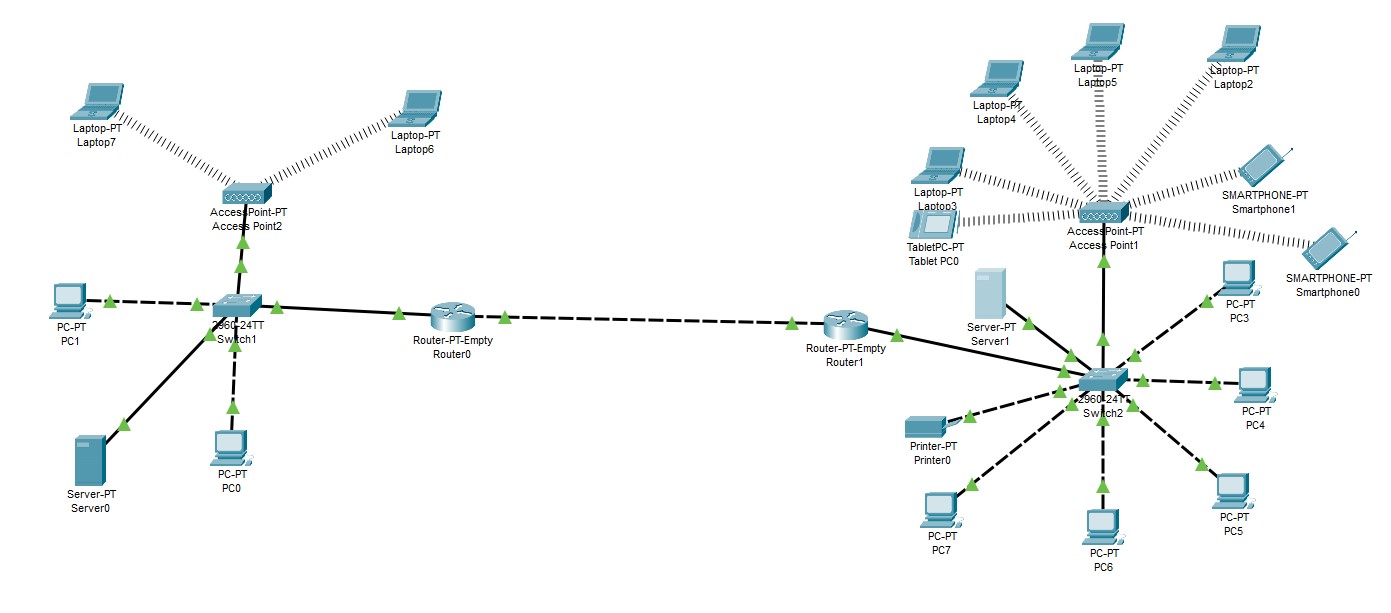 Laptop-PT
Laptop7
Laptop-PT
Laptop6
AccessPoint-PT
Access Point2
PC-PT
PC1
2960-24TT
Switch1
Router-PT-Empty
Router0
Server-PT
Server0
PC-PT
PC0
Laptop-PT
Laptop5
Laptop-PT
Laptop2
Laptop-PT
Laptop4
Laptop-PT
Laptop3
SMARTPHONE-PT
Smartphone1
TabletPC-PT
Tablet PC0
AccessPoint-PT
Access Point1
SMARTPHONE-PT
Smartphone0
Server-PT
Server1
PC-PT
PC3
Router-PT-Empty
Router1
2960-24TT
Switch2
PC-PT
PC4
Printer-PT
Printer0
PC-PT
PC5
PC-PT
PC7
PC-PT
PC6